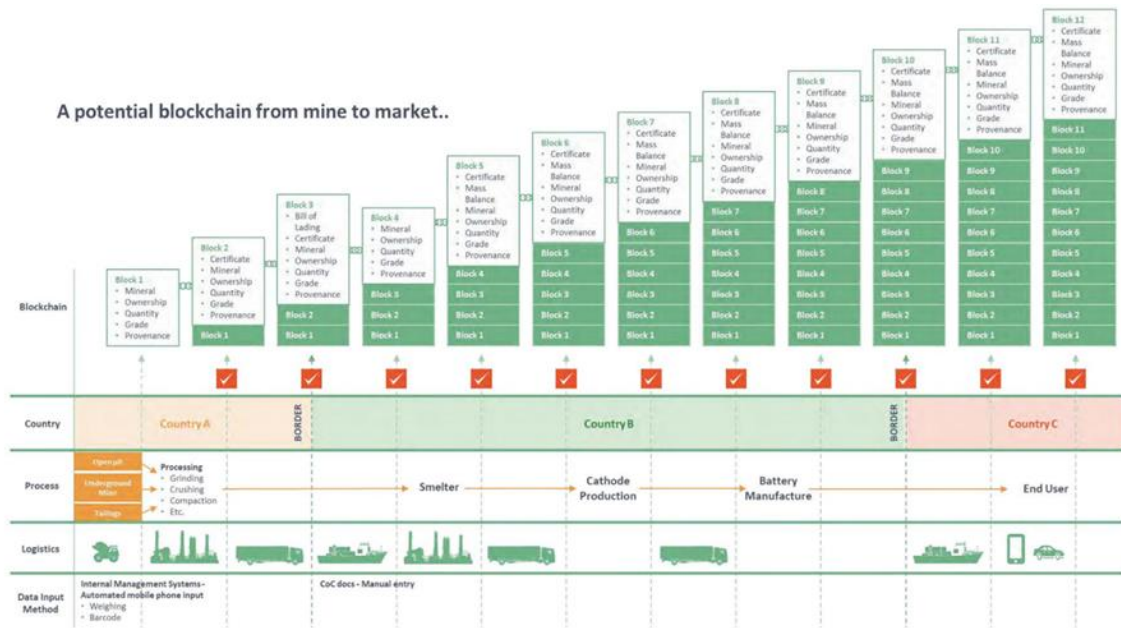 A potential blockchain from mine to market..
Blockchain
Block 1
• Mineral
• Ownership
• Quantity
• Grade
• Provenance
Block 2
• Certificate
• Mineral
• Ownership
• Quantity
• Grade
• Provenance
Block 1
Block 3
• Bill of
Lading
• Certificate
• Mineral
• Ownership
• Quantity
• Grade
• Provenance
Block 2
Block 1
Block 4
• Mineral
• Ownership
• Quantity
• Grade
• Provenance
Block 3
Block 2
Block 1
Block 5
• Certificate
• Mass
Balance
• Mineral
• Ownership
• Quantity
• Grade
• Provenance
Block 4
Block 3
Block 2
Block 1
Block 6
• Certificate
• Mass
Balance
• Mineral
• Ownership
• Quantity
• Grade
• Provenance
Block 5
Block 4
Block 3
Block 2
Block 1
Block 7
• Certificate
• Mass
Balance
• Mineral
• Ownership
• Quantity
• Grade
• Provenance
Block 6
Block 5
Block 4
Block 3
Block 2
Block 1
Block 8
• Certificate
• Mass
Balance
• Mineral
• Ownership
• Quantity
• Grade
• Provenance
Block 7
Block 6
Block 5
Block 4
Block 3
Block 2
Block 1
Block 9
• Certificate
• Mass
Balance
• Mineral
• Ownership
• Quantity
• Grade
• Provenance
Block 8
Block 7
Block 6
Block 5
Block 4
Block 3
Block 2
Block 1
Block 10
• Certificate
• Mass
Balance
• Mineral
• Ownership
• Quantity
• Grade
• Provenance
Block 9
Block 8
Block 7
Block 6
Block 5
Block 4
Block 3
Block 2
Block 1
Block 11
• Certificate
• Mass
Balance
• Mineral
• Ownership
• Quantity
• Grade
• Provenance
Block 10
Block 9
Block 8
Block 7
Block 6
Block 5
Block 4
Block 3
Block 2
Block 1
Block 12
• Certificate
• Mass
Balance
• Mineral
• Ownership
• Quantity
• Grade
• Provenance
Block 11
Block 10
Block 9
Block 8
Block 7
Block 6
Block 5
Block 4
Block 3
Block 2
Block 1
Country
Country A
BORDER
Country B
BORDER
Country C
Process
Open pit
Underground
Mine
Tailings
Processing
• Grinding
• Crushing
• Compaction
• Etc.
Smelter
Cathode
Production
Battery
Manufacture
End User
Logistics
Data Input
Method
Internal Management Systems-
Automated mobile phone input
• Weighing
• Barcode
CoC docs - Manual entry